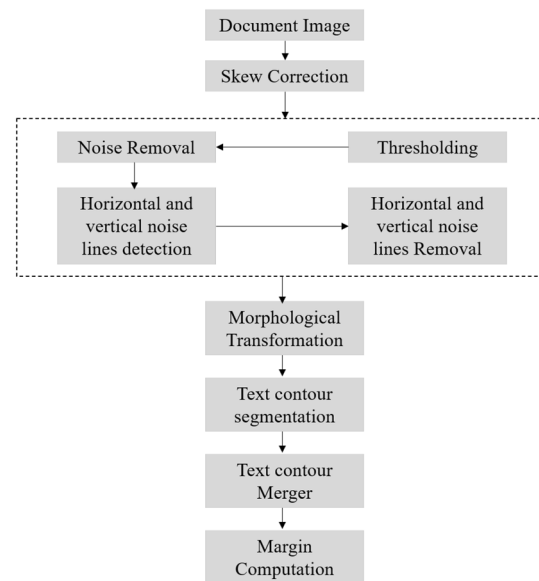 Document Image
Skew Correction
Noise Removal
Thresholding
Horizontal and
vertical noise
lines detection
Horizontal and
vertical noise
lines Removal
Morphological
Transformation
Text contour
segmentation
Text contour
Merger
Margin
Computation